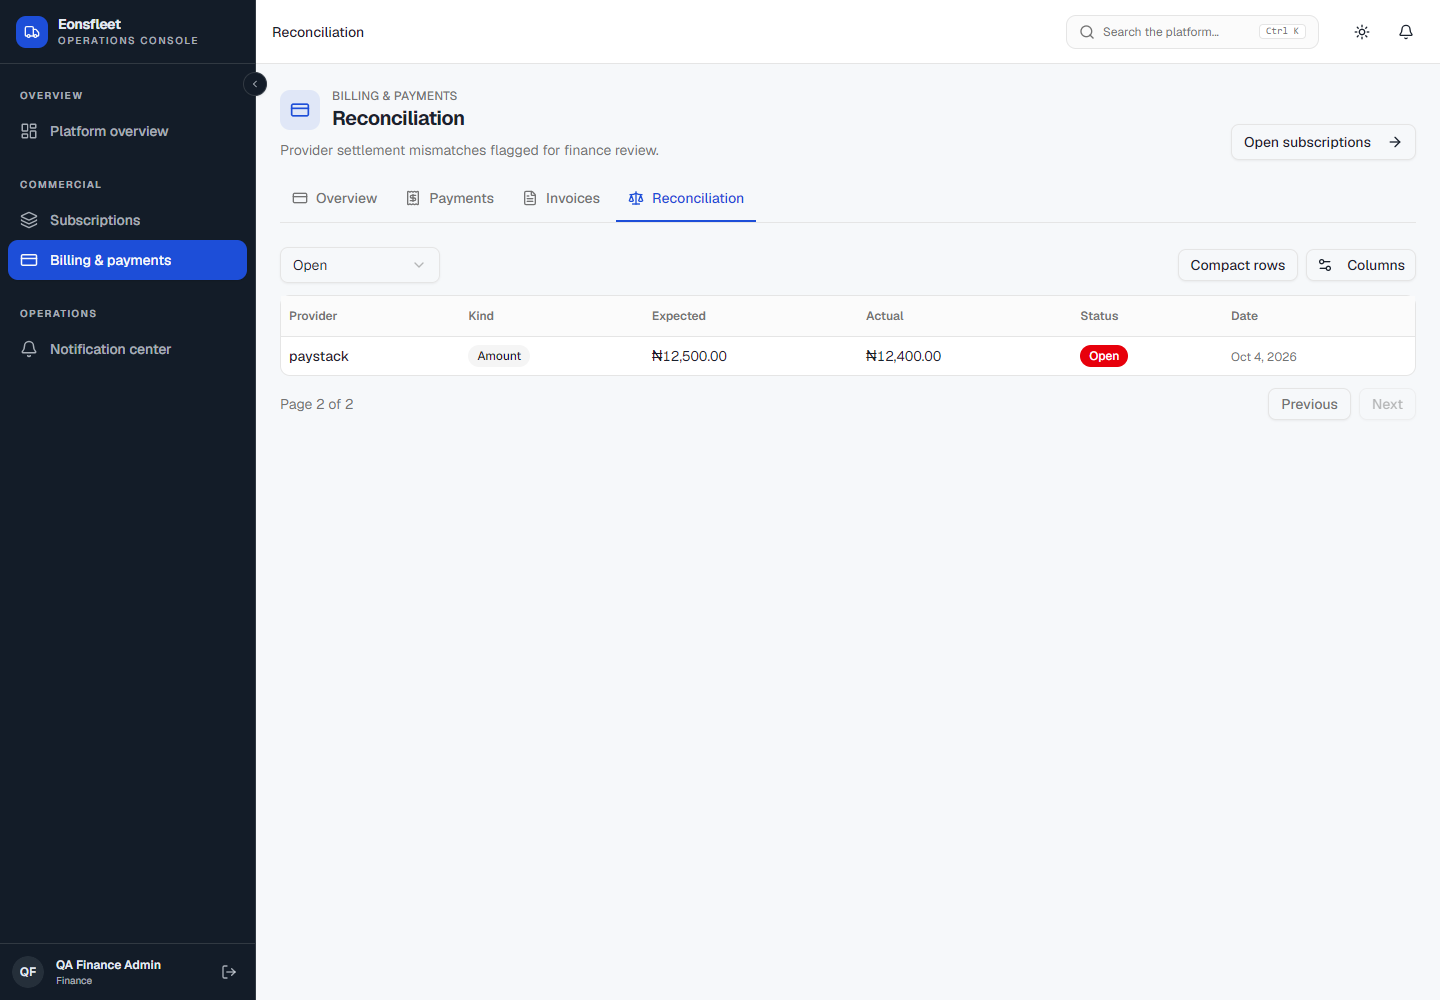 Eonsfleet
OPERATIONS CONSOLE
OVERVIEW
Platform overview
COMMERCIAL
Subscriptions
Billing & payments
OPERATIONS
Notification center
QF
QA Finance Admin
Finance
Reconciliation
Search the platform...
Ctrl K
BILLING & PAYMENTS
Reconciliation
Provider settlement mismatches flagged for finance review.
Open subscriptions
Overview Payments Invoices Reconciliation
Open
Compact rows Columns
Provider Kind Expected Actual Status Date
paystack Amount ₦12,500.00 ₦12,400.00 Open Oct 4, 2026
Page 2 of 2
Previous Next